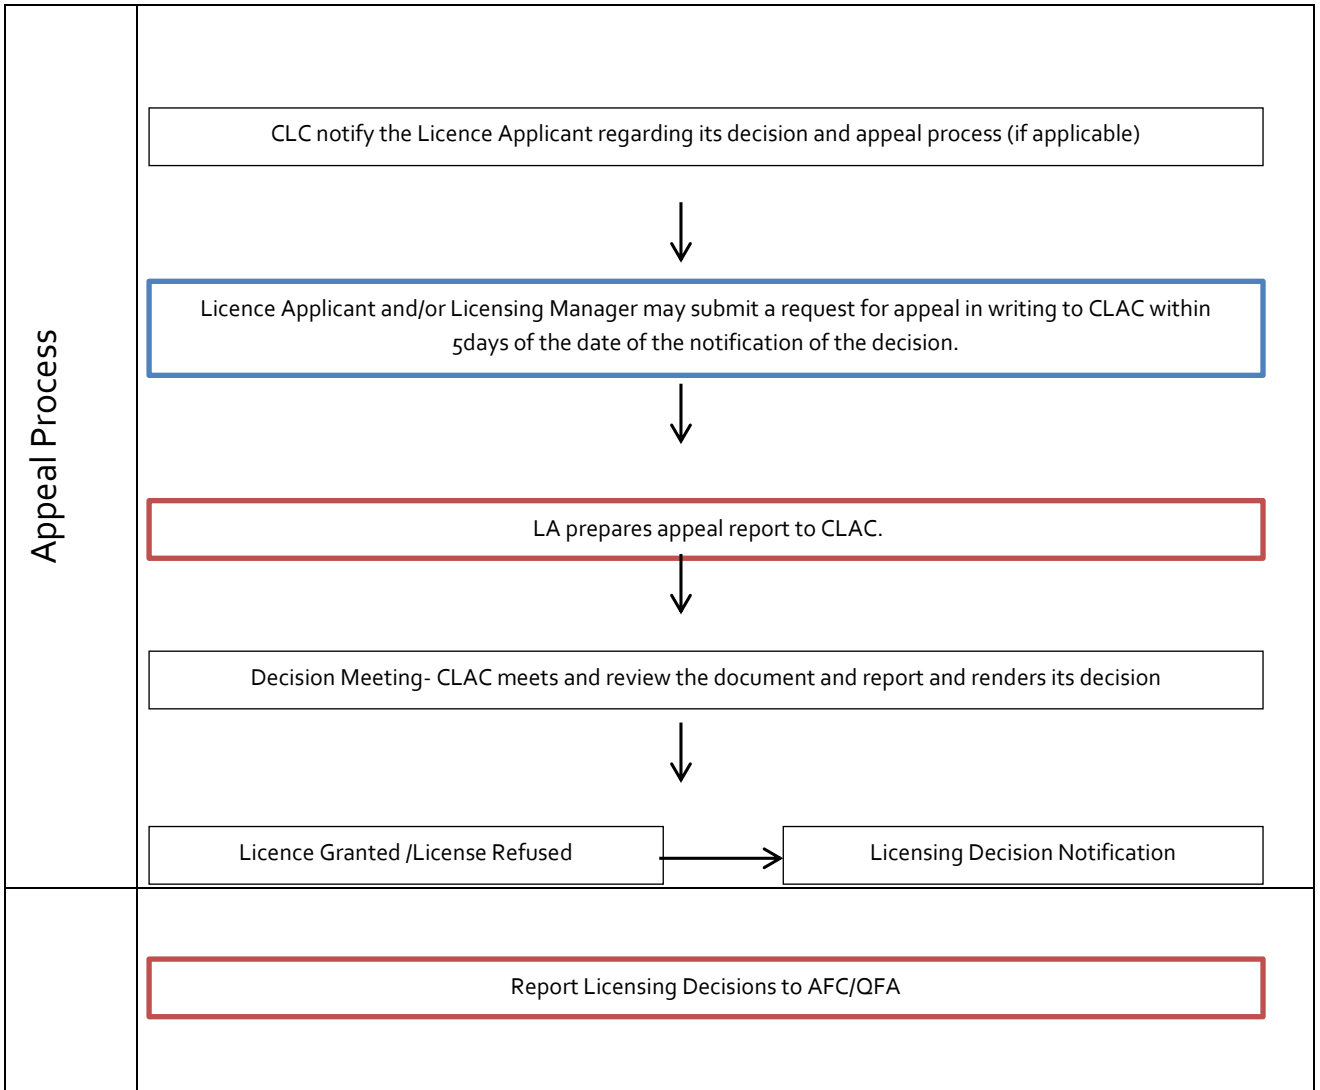 CLC notify the Licence Applicant regarding its decision and appeal process (if applicable)
Licence Applicant and/or Licensing Manager may submit a request for appeal in writing to CLAC within
5days of the date of the notification of the decision.
Appeal Process
LA prepares appeal report to CLAC.
Decision Meeting- CLAC meets and review the document and report and renders its decision
Licence Granted /License Refused
Licensing Decision Notification
Report Licensing Decisions to AFC/QFA